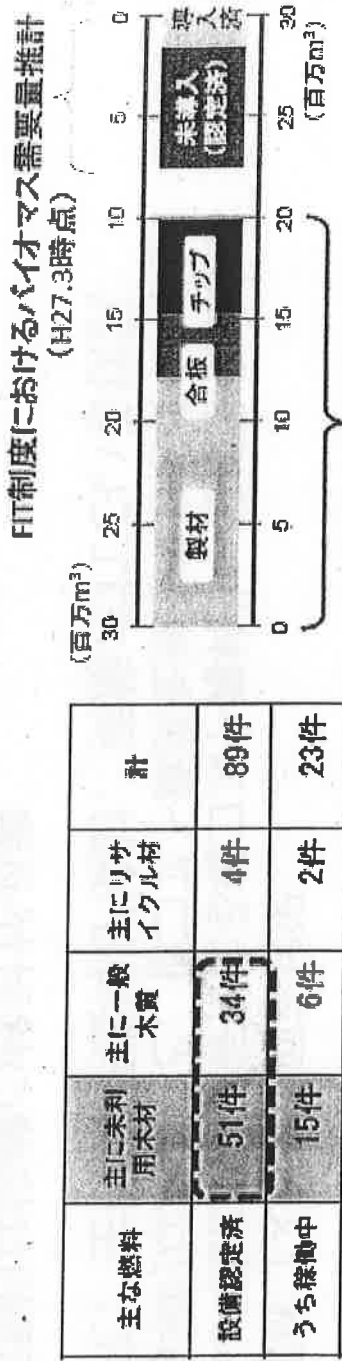 主な燃料
主に未利
用木材
主に一般
木質
主にリサ
イクル材
計
設備認定済
51件
34件
4件
89件
うち稼働中
15件
6件
2件
23件
FIT制度におけるバイオマス需要量推計
(H27.3時点)
(百万m³)
30
25
20
15
10
5
0
製材
合板
チップ
未導入
(認定済)
導入済
0
5
10
15
20
25
30
(百万m³)